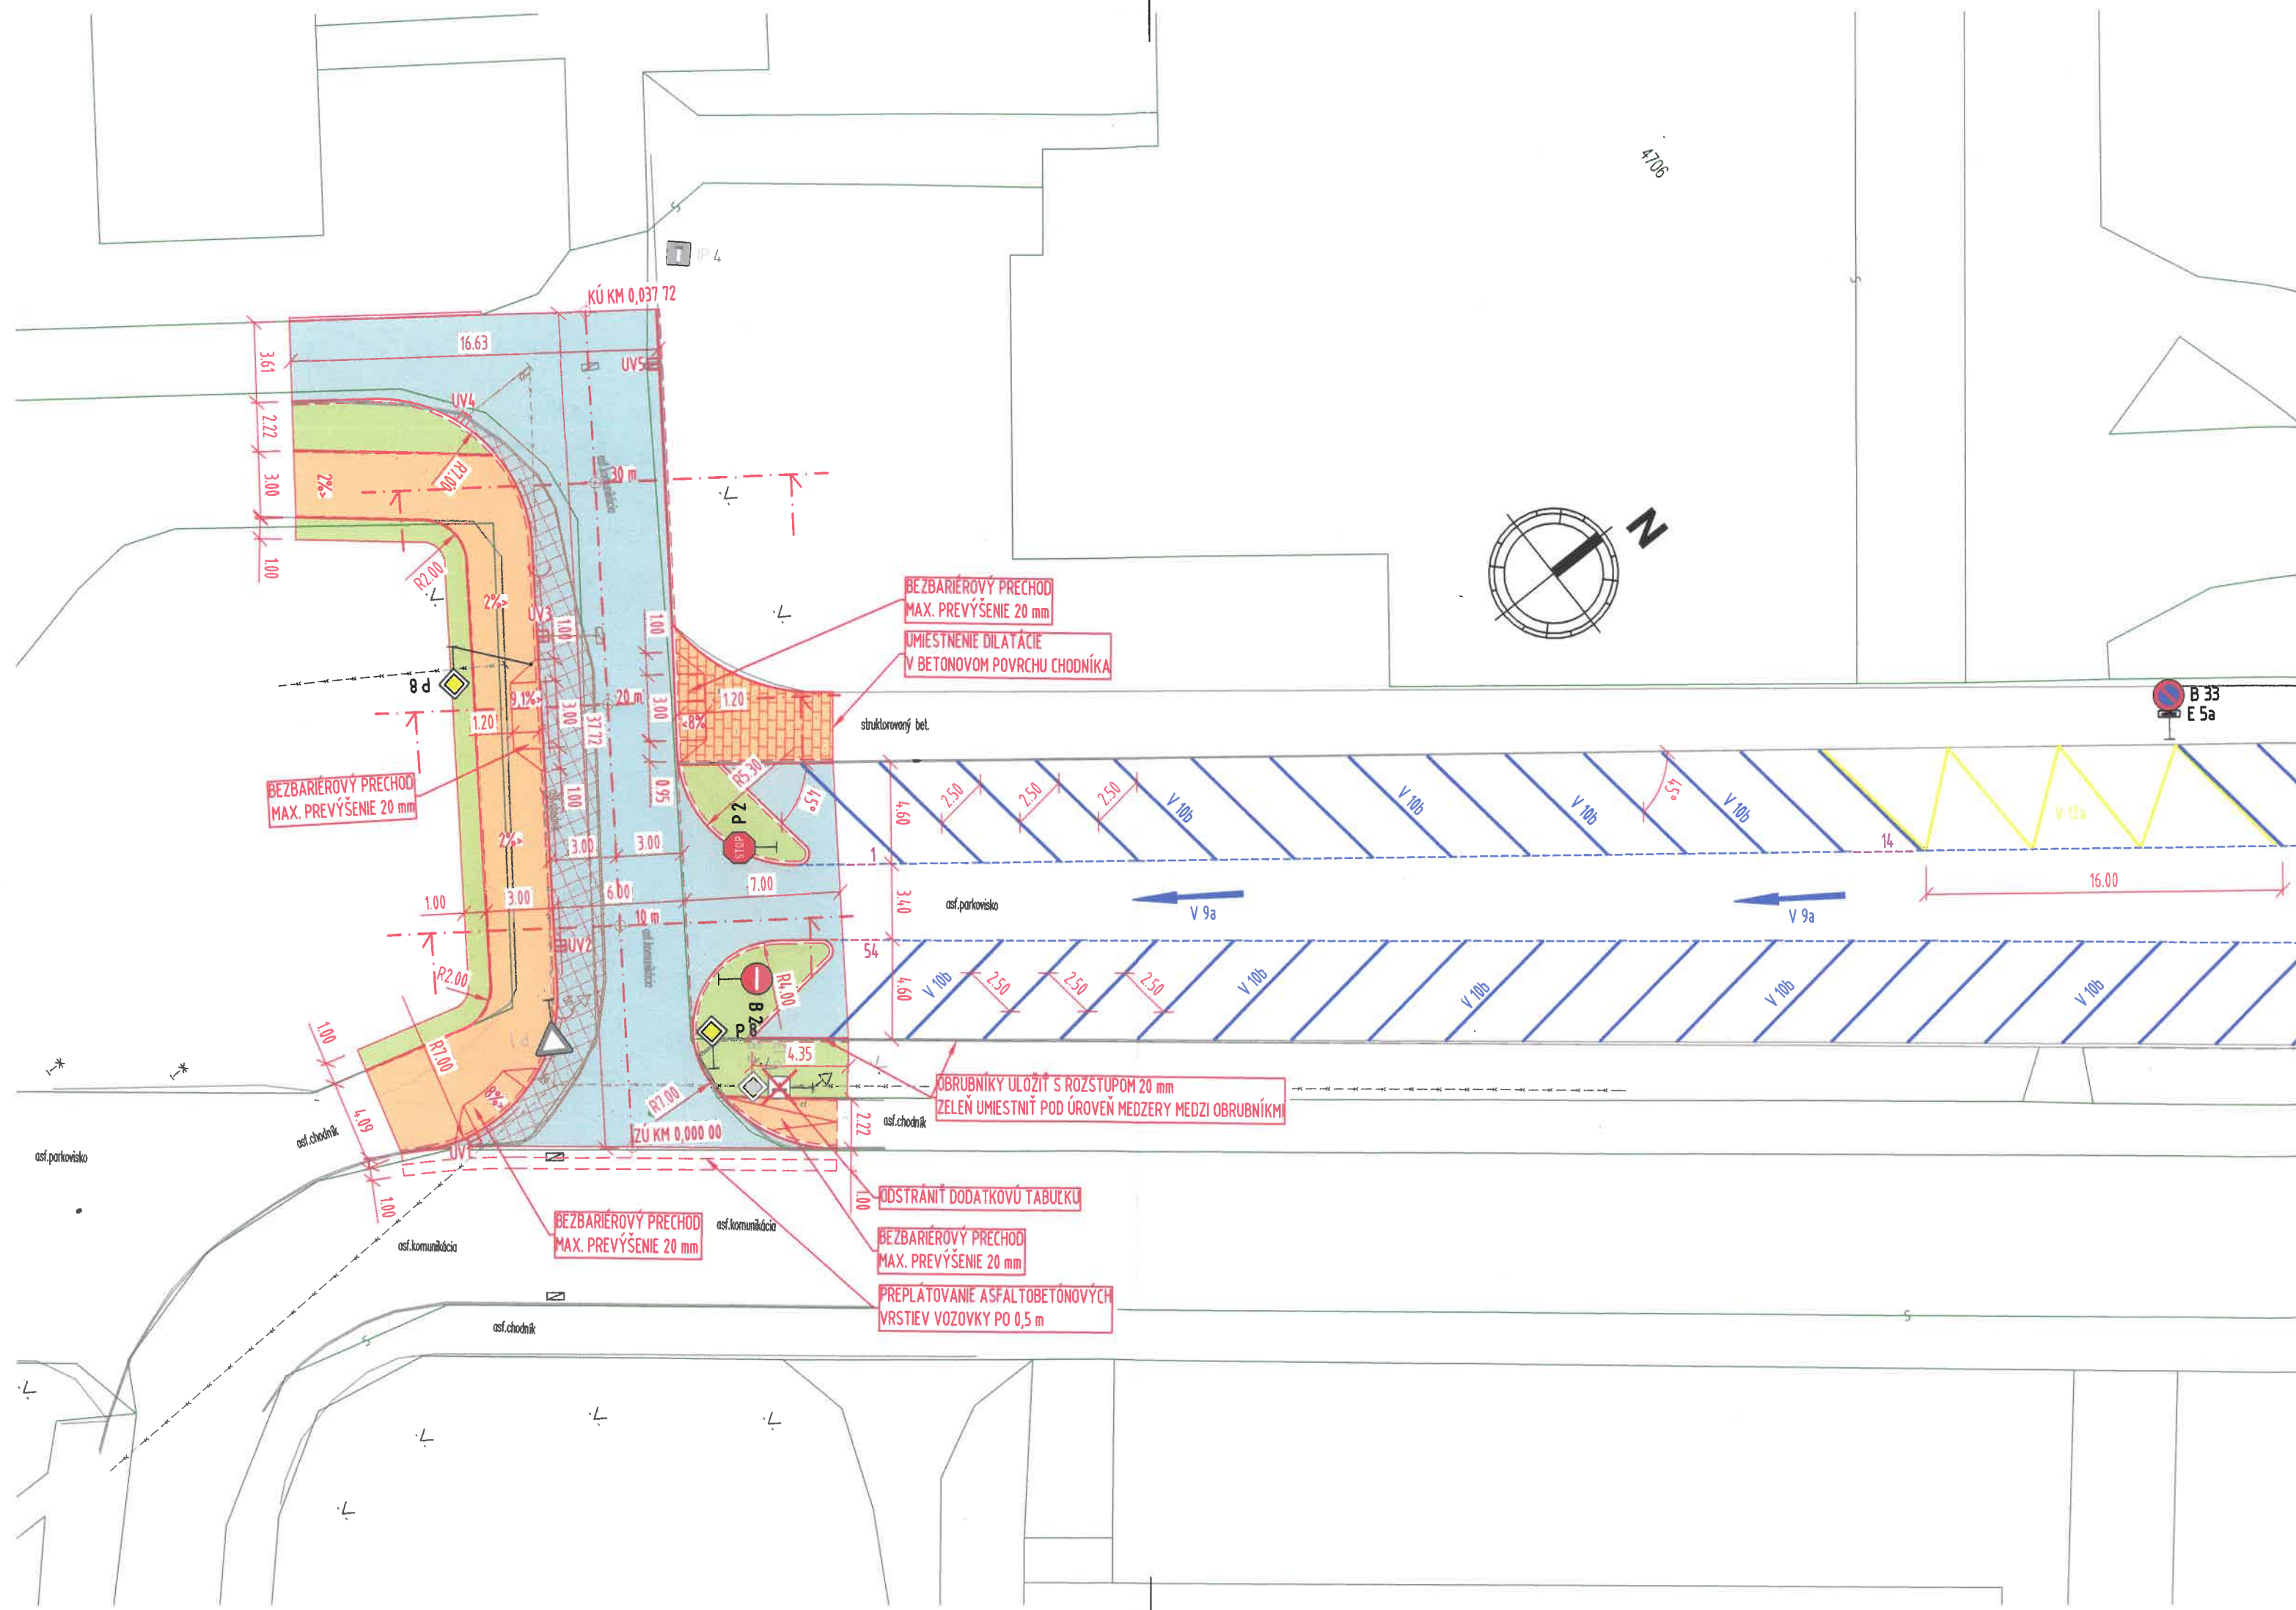 4706
IP 4
KÚ KM 0,037 72
16.63
UV5
3.61
UV4
2.22
R7.00
30 m
2%>
3.00
1.00
R2.00
N
BEZBARIÉROVÝ PRECHOD
MAX. PREVÝŠENIE 20 mm
2%>
UV3
1.00
1.00
UMIESTNENIE DILATÁCIE
V BETONOVOM POVRCHU CHODNÍKA
P 8
9,1%>
20 m
3.00
3.00
37.72
1.20
1.20
<8%
B 33
E 5a
štruktorovaný bet.
BEZBARIÉROVÝ PRECHOD
MAX. PREVÝŠENIE 20 mm
1.00
0.95
R5.30
45°
P 2
STOP
4.60
2.50
2.50
2.50
V 10b
V 10b
V 10b
45°
V 10b
V 12a
2%>
3.00
3.00
1
14
1.00
3.00
6.00
7.00
3.40
asf.parkovisko
V 9a
V 9a
16.00
10 m
UV2
asf.komunikácia
54
R2.00
R4.00
4.60
V 10b
2.50
2.50
2.50
V 10b
V 10b
V 10b
V 10b
B 2
P 8
1.00
R7.00
P 1
4.35
8%>
R7.00
OBRUBNÍKY ULOŽIŤ S ROZSTUPOM 20 mm
ZELEŇ UMIESTNIŤ POD ÚROVEŇ MEDZERY MEDZI OBRUBNÍKMI
4.09
asf.chodník
ZÚ KM 0,000 00
2.22
asf.chodník
asf.parkovisko
UV1
1.00
1.00
ODSTRÁNIŤ DODATKOVÚ TABUĽKU
BEZBARIÉROVÝ PRECHOD
MAX. PREVÝŠENIE 20 mm
asf.komunikácia
asf.komunikácia
BEZBARIÉROVÝ PRECHOD
MAX. PREVÝŠENIE 20 mm
PREPLÁTOVANIE ASFALTOBETÓNOVÝCH
VRSTIEV VOZOVKY PO 0,5 m
asf.chodník